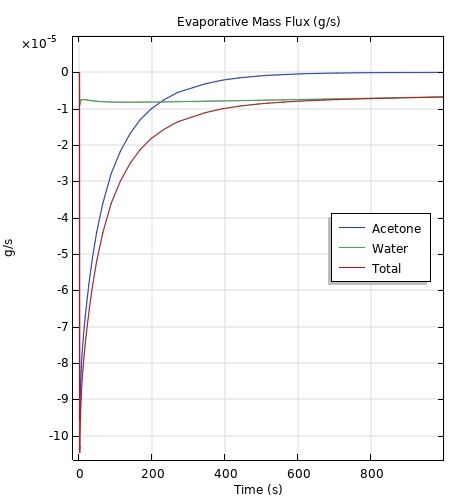 Evaporative Mass Flux (g/s)
×10⁻⁵
0
-1
-2
-3
-4
-5
-6
-7
-8
-9
-10
g/s
Acetone
Water
Total
0 200 400 600 800
Time (s)